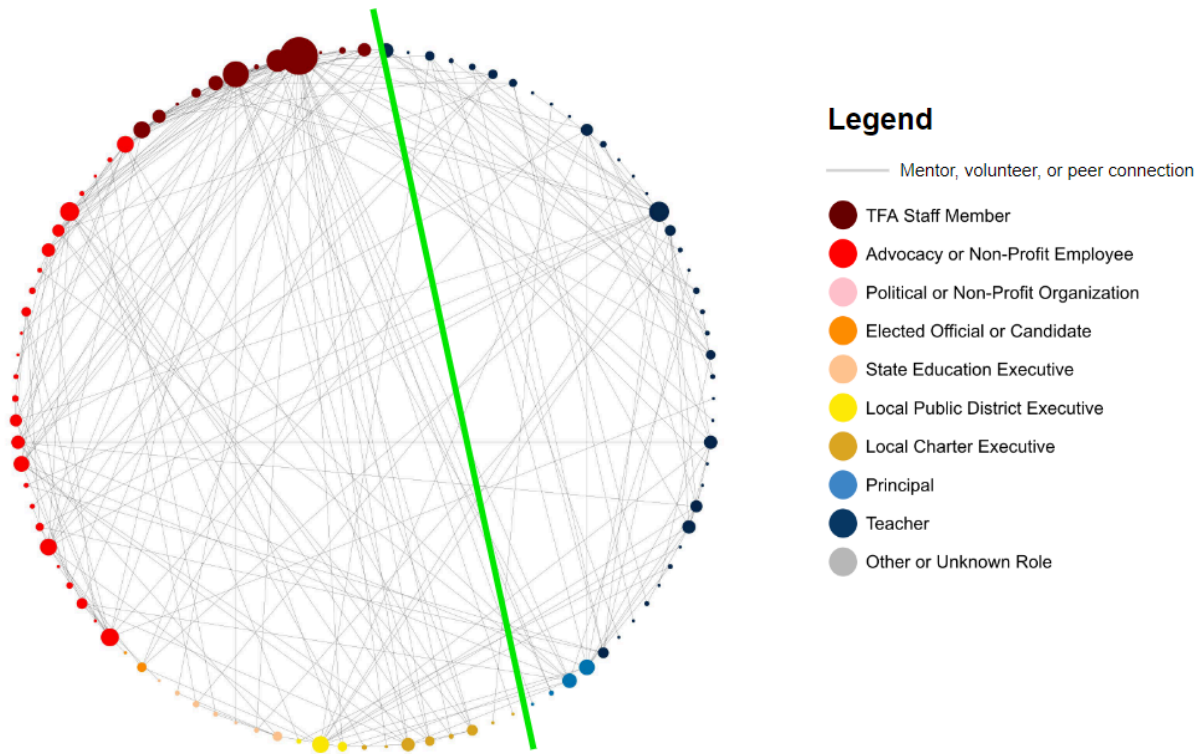 Legend
Mentor, volunteer, or peer connection
TFA Staff Member
Advocacy or Non-Profit Employee
Political or Non-Profit Organization
Elected Official or Candidate
State Education Executive
Local Public District Executive
Local Charter Executive
Principal
Teacher
Other or Unknown Role